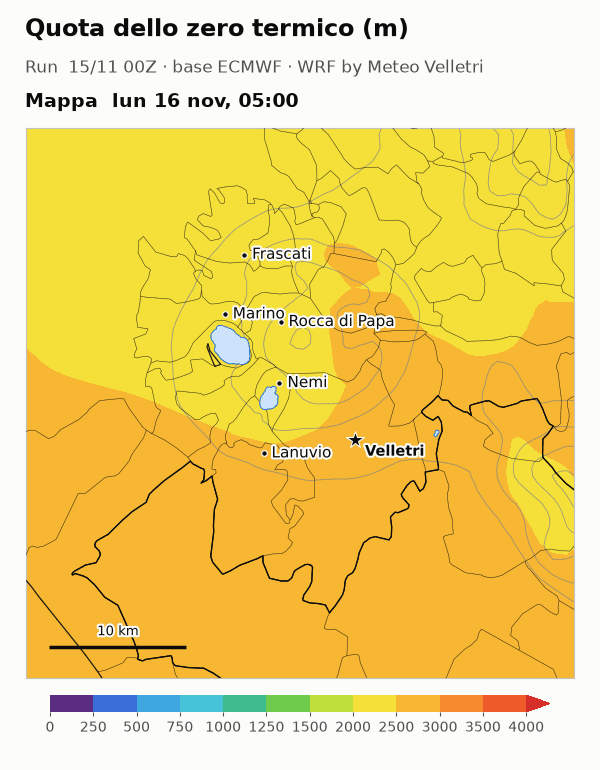 Quota dello zero termico (m)
Run  15/11 00Z · base ECMWF · WRF by Meteo Velletri
Mappa  lun 16 nov, 05:00
Frascati
Marino
Rocca di Papa
Nemi
Lanuvio
Velletri
10 km
0 250 500 750 1000 1250 1500 2000 2500 3000 3500 4000